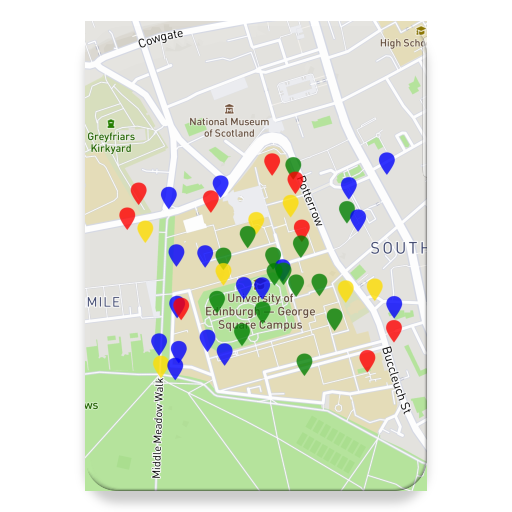 Cowgate
High Scho
National Museum
of Scotland
Greyfriars
Kirkyard
Potterrow
SOUTH
MILE
University of
Edinburgh – George
Square Campus
Buccleuch St
ws
Middle Meadow Walk